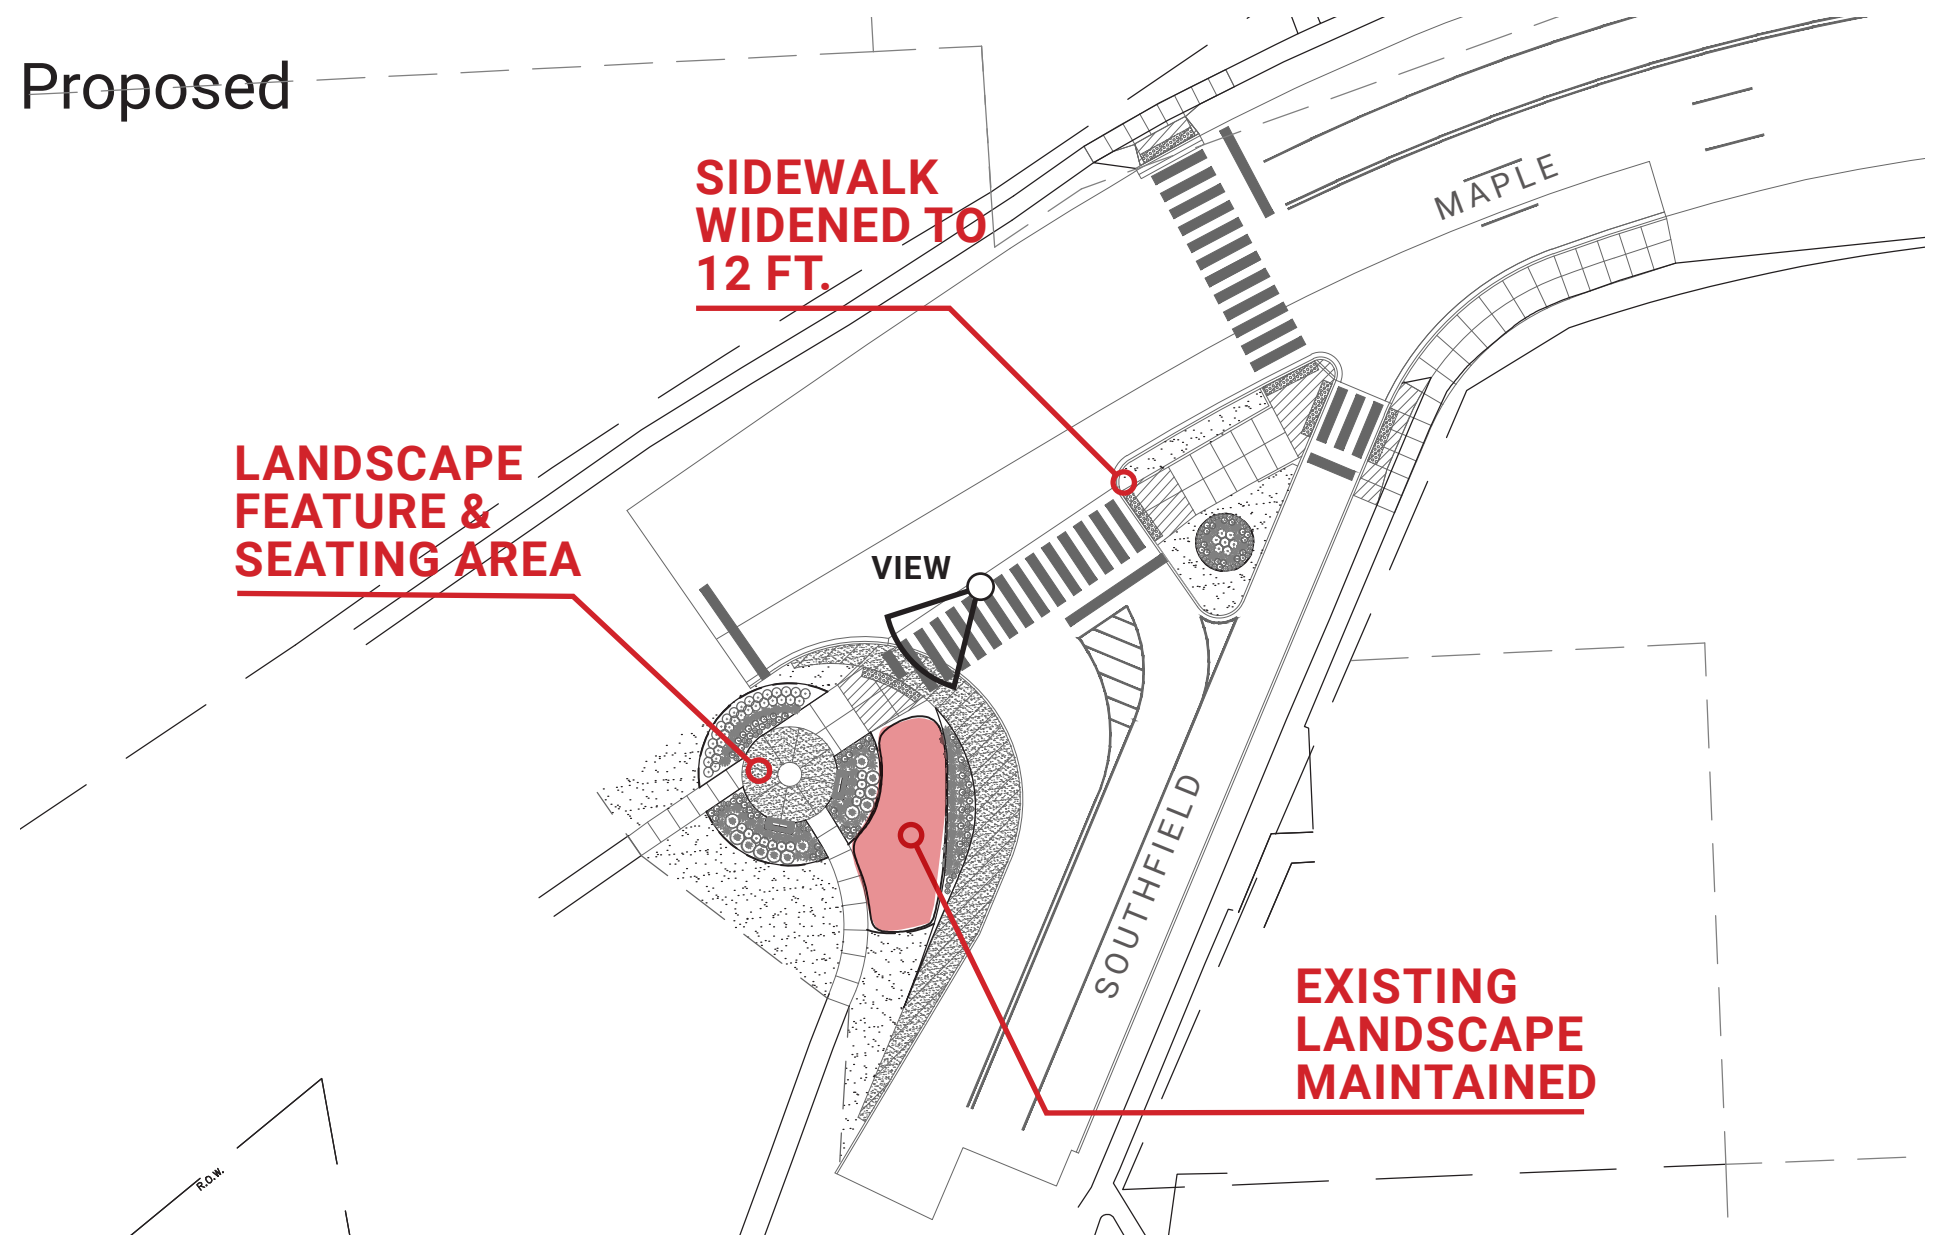 Proposed
SIDEWALK
WIDENED TO
12 FT.
MAPLE
LANDSCAPE
FEATURE &
SEATING AREA
VIEW
SOUTHFIELD
EXISTING
LANDSCAPE
MAINTAINED
R.O.W.